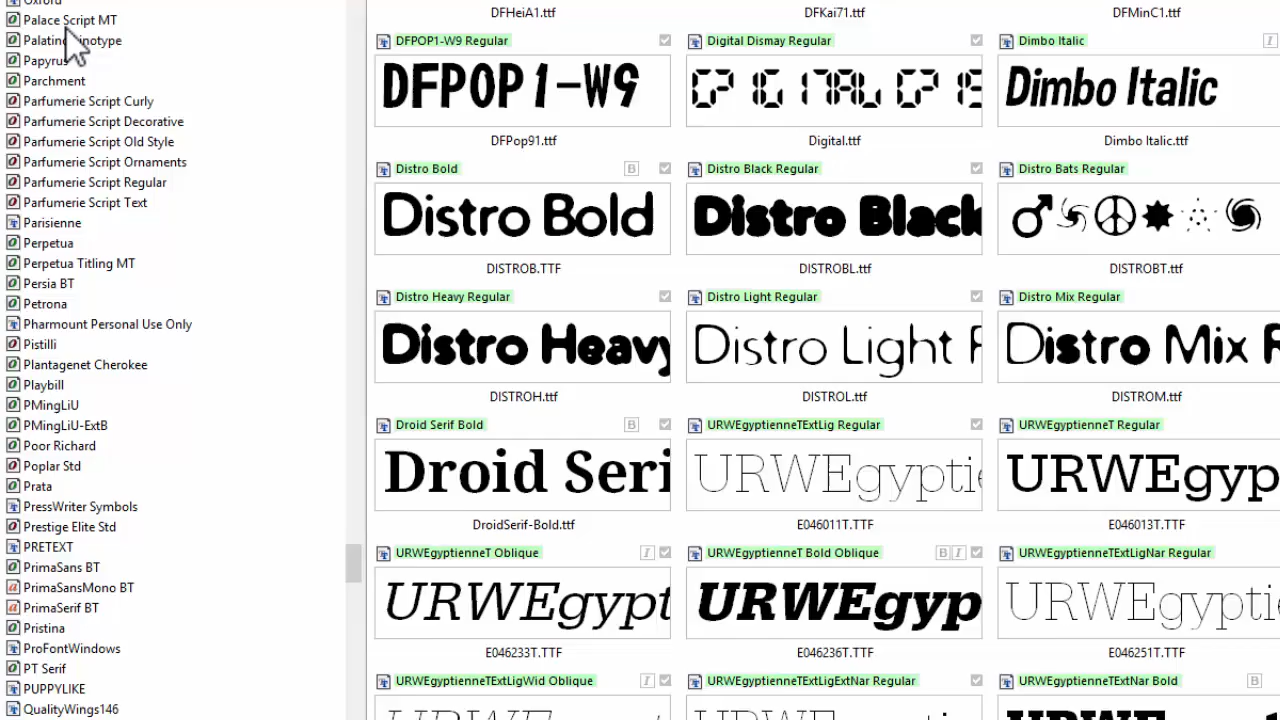 Oxford
Palace Script MT
Papyrus
Parchment
Parfumerie Script Curly
Parfumerie Script Decorative
Parfumerie Script Old Style
Parfumerie Script Ornaments
Parfumerie Script Regular
Parfumerie Script Text
Parisienne
Perpetua
Perpetua Titling MT
Persia BT
Petrona
Pharmount Personal Use Only
Pistilli
Plantagenet Cherokee
Playbill
PMingLiU
PMingLiU-ExtB
Poor Richard
Poplar Std
Prata
PressWriter Symbols
Prestige Elite Std
PRETEXT
PrimaSans BT
PrimaSansMono BT
PrimaSerif BT
Pristina
ProFontWindows
PT Serif
PUPPYLIKE
QualityWings146
DFHeiA1.ttf DFKai71.ttf DFMinC1.ttf
DFPOP1-W9 Regular Digital Dismay Regular Dimbo Italic I
DFPOP1-W9 DIGITAL DIS Dimbo Italic
DFPop91.ttf Digital.ttf Dimbo Italic.ttf
Distro Bold B Distro Black Regular Distro Bats Regular
Distro Bold Distro Black
DISTROB.TTF DISTROBL.ttf DISTROBT.ttf
Distro Heavy Regular Distro Light Regular Distro Mix Regular
Distro Heavy Distro Light R Distro Mix R
DISTROH.ttf DISTROL.ttf DISTROM.ttf
Droid Serif Bold B URWEgyptienneTExtLig Regular URWEgyptienneT Regular
Droid Seri URWEgyptie URWEgyp
DroidSerif-Bold.ttf E046011T.TTF E046013T.TTF
URWEgyptienneT Oblique I URWEgyptienneT Bold Oblique B I URWEgyptienneTExtLigNar Regular
URWEgypt URWEgyp URWEgyptie
E046233T.TTF E046236T.TTF E046251T.TTF
URWEgyptienneTExtLigWid Oblique I URWEgyptienneTExtLigExtNar Regular URWEgyptienneTExtNar Bold B